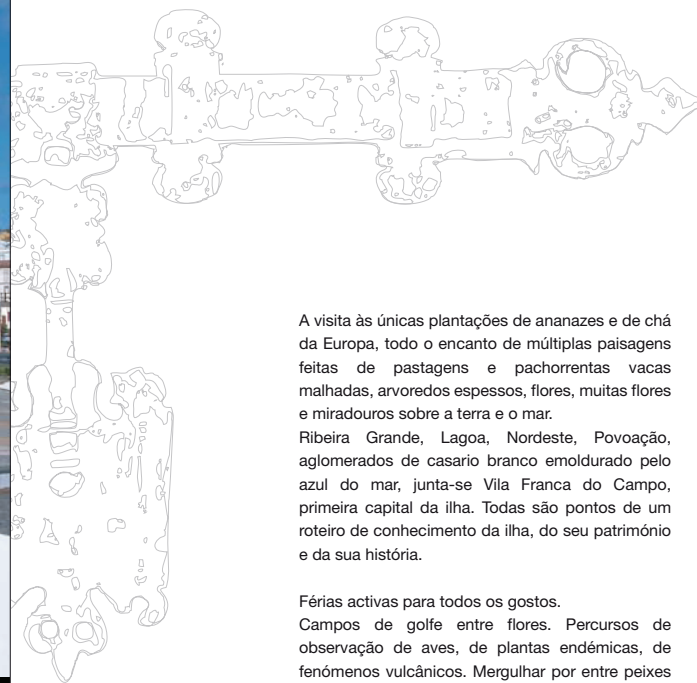 A visita às únicas plantações de ananazes e de chá
da Europa, todo o encanto de múltiplas paisagens
feitas de pastagens e pachorrentas vacas
malhadas, arvoredos espessos, flores, muitas flores
e miradouros sobre a terra e o mar.
Ribeira Grande, Lagoa, Nordeste, Povoação,
aglomerados de casario branco emoldurado pelo
azul do mar, junta-se Vila Franca do Campo,
primeira capital da ilha. Todas são pontos de um
roteiro de conhecimento da ilha, do seu património
e da sua história.
Férias activas para todos os gostos.
Campos de golfe entre flores. Percursos de
observação de aves, de plantas endémicas, de
fenómenos vulcânicos. Mergulhar por entre peixes